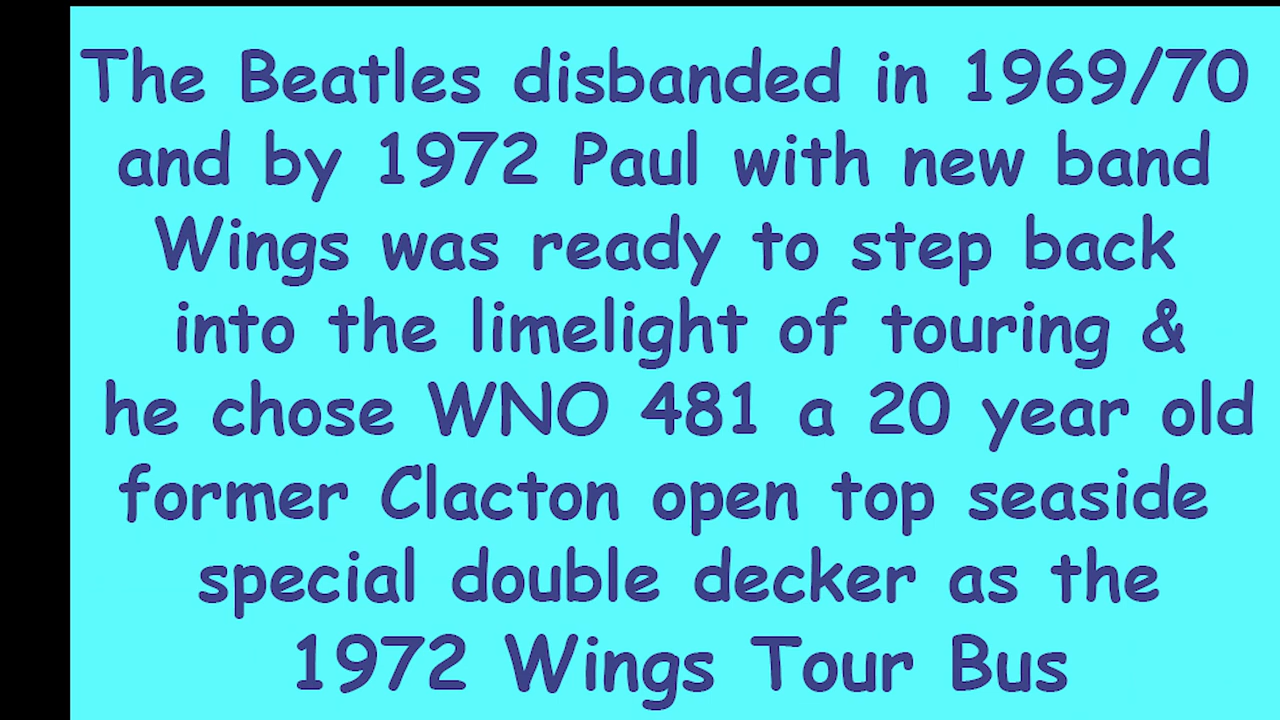 The Beatles disbanded in 1969/70
and by 1972 Paul with new band
Wings was ready to step back
into the limelight of touring &
he chose WNO 481 a 20 year old
former Clacton open top seaside
special double decker as the
1972 Wings Tour Bus